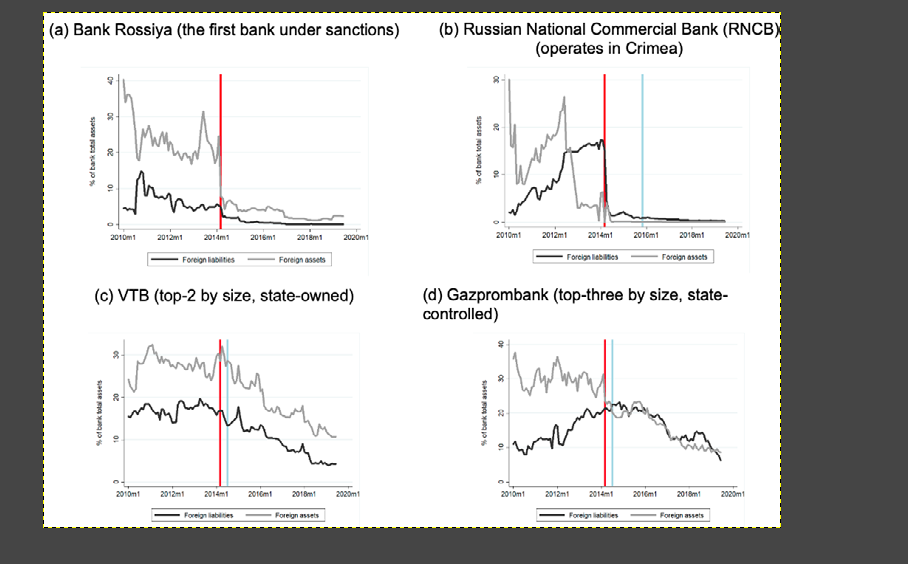 (a) Bank Rossiya (the first bank under sanctions)
(b) Russian National Commercial Bank (RNCB)
(operates in Crimea)
% of bank total assets
40
30
20
10
0
2010m1 2012m1 2014m1 2016m1 2018m1 2020m1
Foreign liabilities Foreign assets
% of bank total assets
30
20
10
0
2010m1 2012m1 2014m1 2016m1 2018m1 2020m1
Foreign liabilities Foreign assets
(c) VTB (top-2 by size, state-owned)
(d) Gazprombank (top-three by size, state-
controlled)
% of bank total assets
30
20
10
0
2010m1 2012m1 2014m1 2016m1 2018m1 2020m1
Foreign liabilities Foreign assets
% of bank total assets
40
30
20
10
0
2010m1 2012m1 2014m1 2016m1 2018m1 2020m1
Foreign liabilities Foreign assets